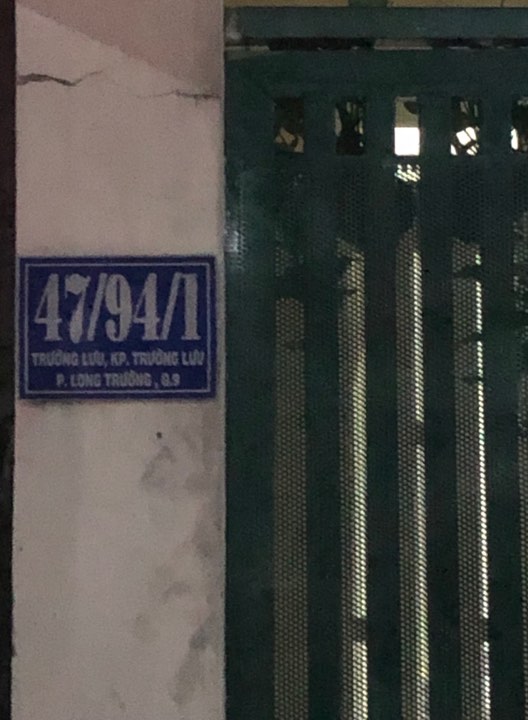 47/94/1
TRƯỜNG LƯU, KP. TRƯỜNG LƯU
P. LONG TRƯỜNG , Q.9